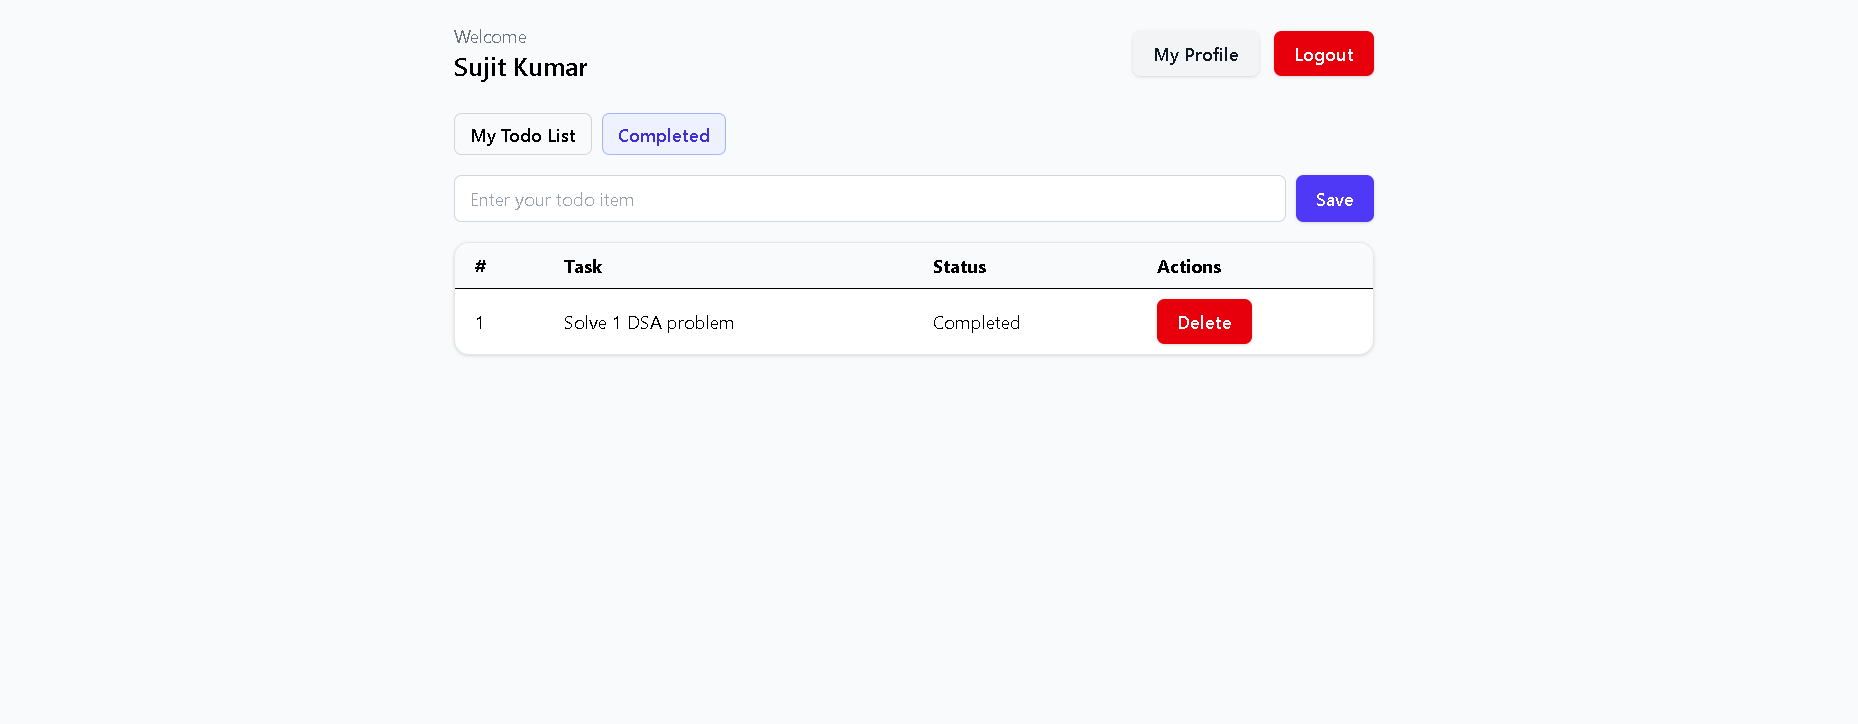 Welcome
Sujit Kumar
My Profile
Logout
My Todo List
Completed
Enter your todo item
Save
# Task Status Actions
1 Solve 1 DSA problem Completed Delete